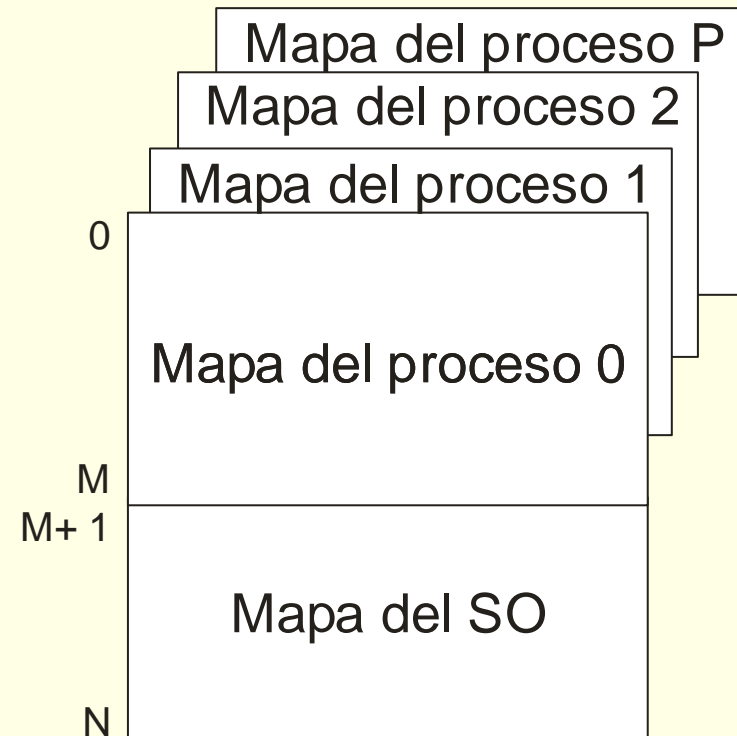 Mapa del proceso P
Mapa del proceso 2
Mapa del proceso 1
0
Mapa del proceso 0
M
M+ 1
Mapa del SO
N